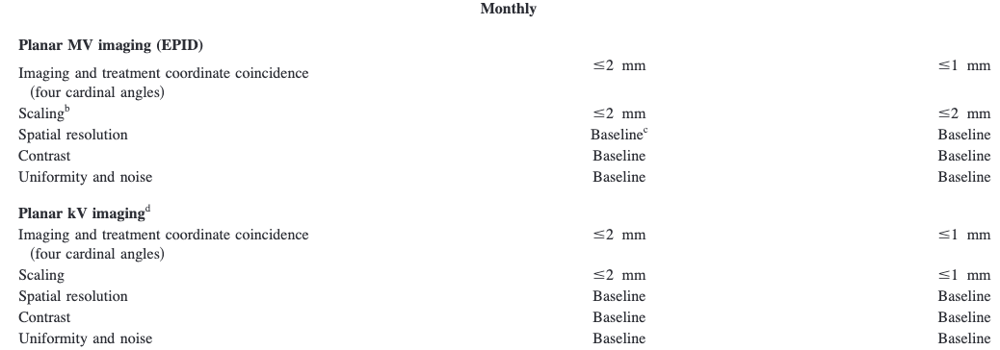 Monthly
Planar MV imaging (EPID)
Imaging and treatment coordinate coincidence ≤2 mm ≤1 mm
(four cardinal angles)
Scalingᵇ ≤2 mm ≤2 mm
Spatial resolution Baselineᶜ Baseline
Contrast Baseline Baseline
Uniformity and noise Baseline Baseline
Planar kV imagingᵈ
Imaging and treatment coordinate coincidence ≤2 mm ≤1 mm
(four cardinal angles)
Scaling ≤2 mm ≤1 mm
Spatial resolution Baseline Baseline
Contrast Baseline Baseline
Uniformity and noise Baseline Baseline